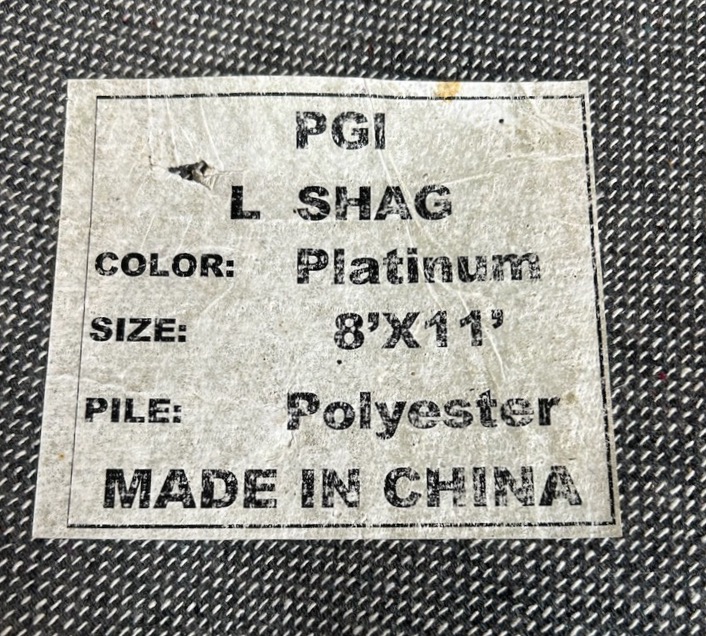 PGI
L SHAG
COLOR: Platinum
SIZE: 8'X11'
PILE: Polyester
MADE IN CHINA